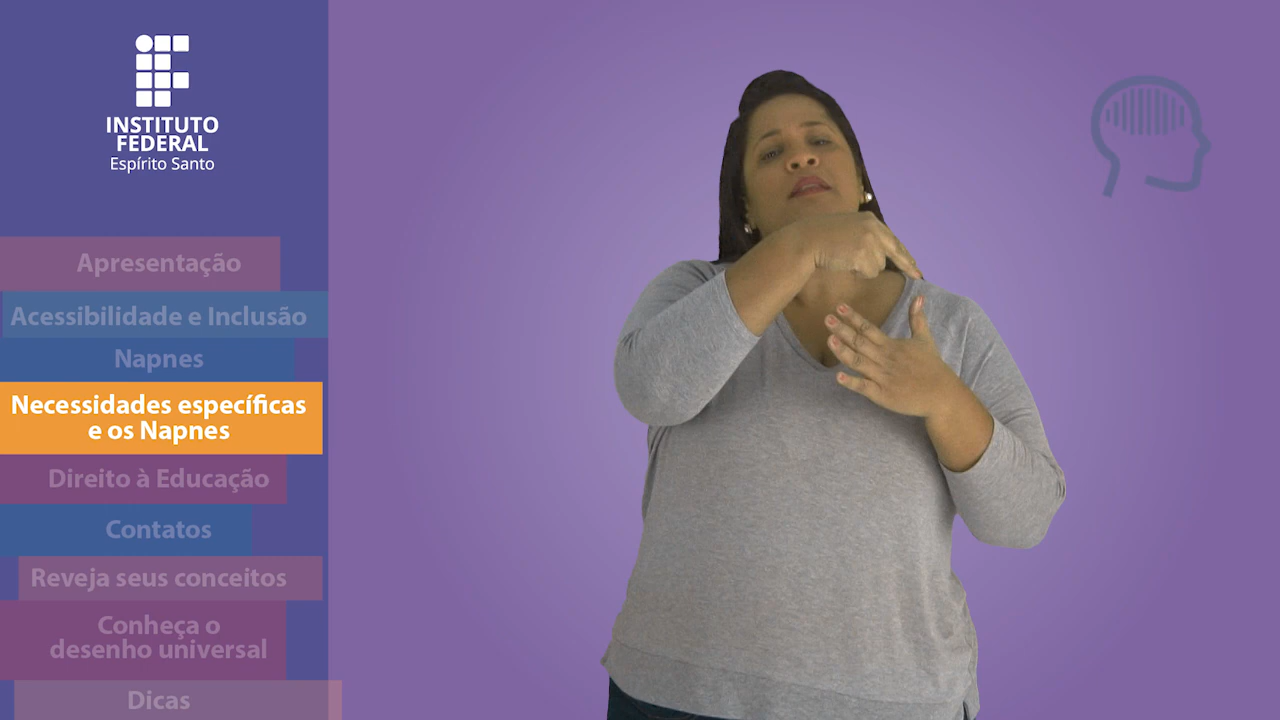 INSTITUTO
FEDERAL
Espírito Santo
Apresentação
Acessibilidade e Inclusão
Napnes
Necessidades específicas
e os Napnes
Direito à Educação
Contatos
Reveja seus conceitos
Conheça o
desenho universal
Dicas